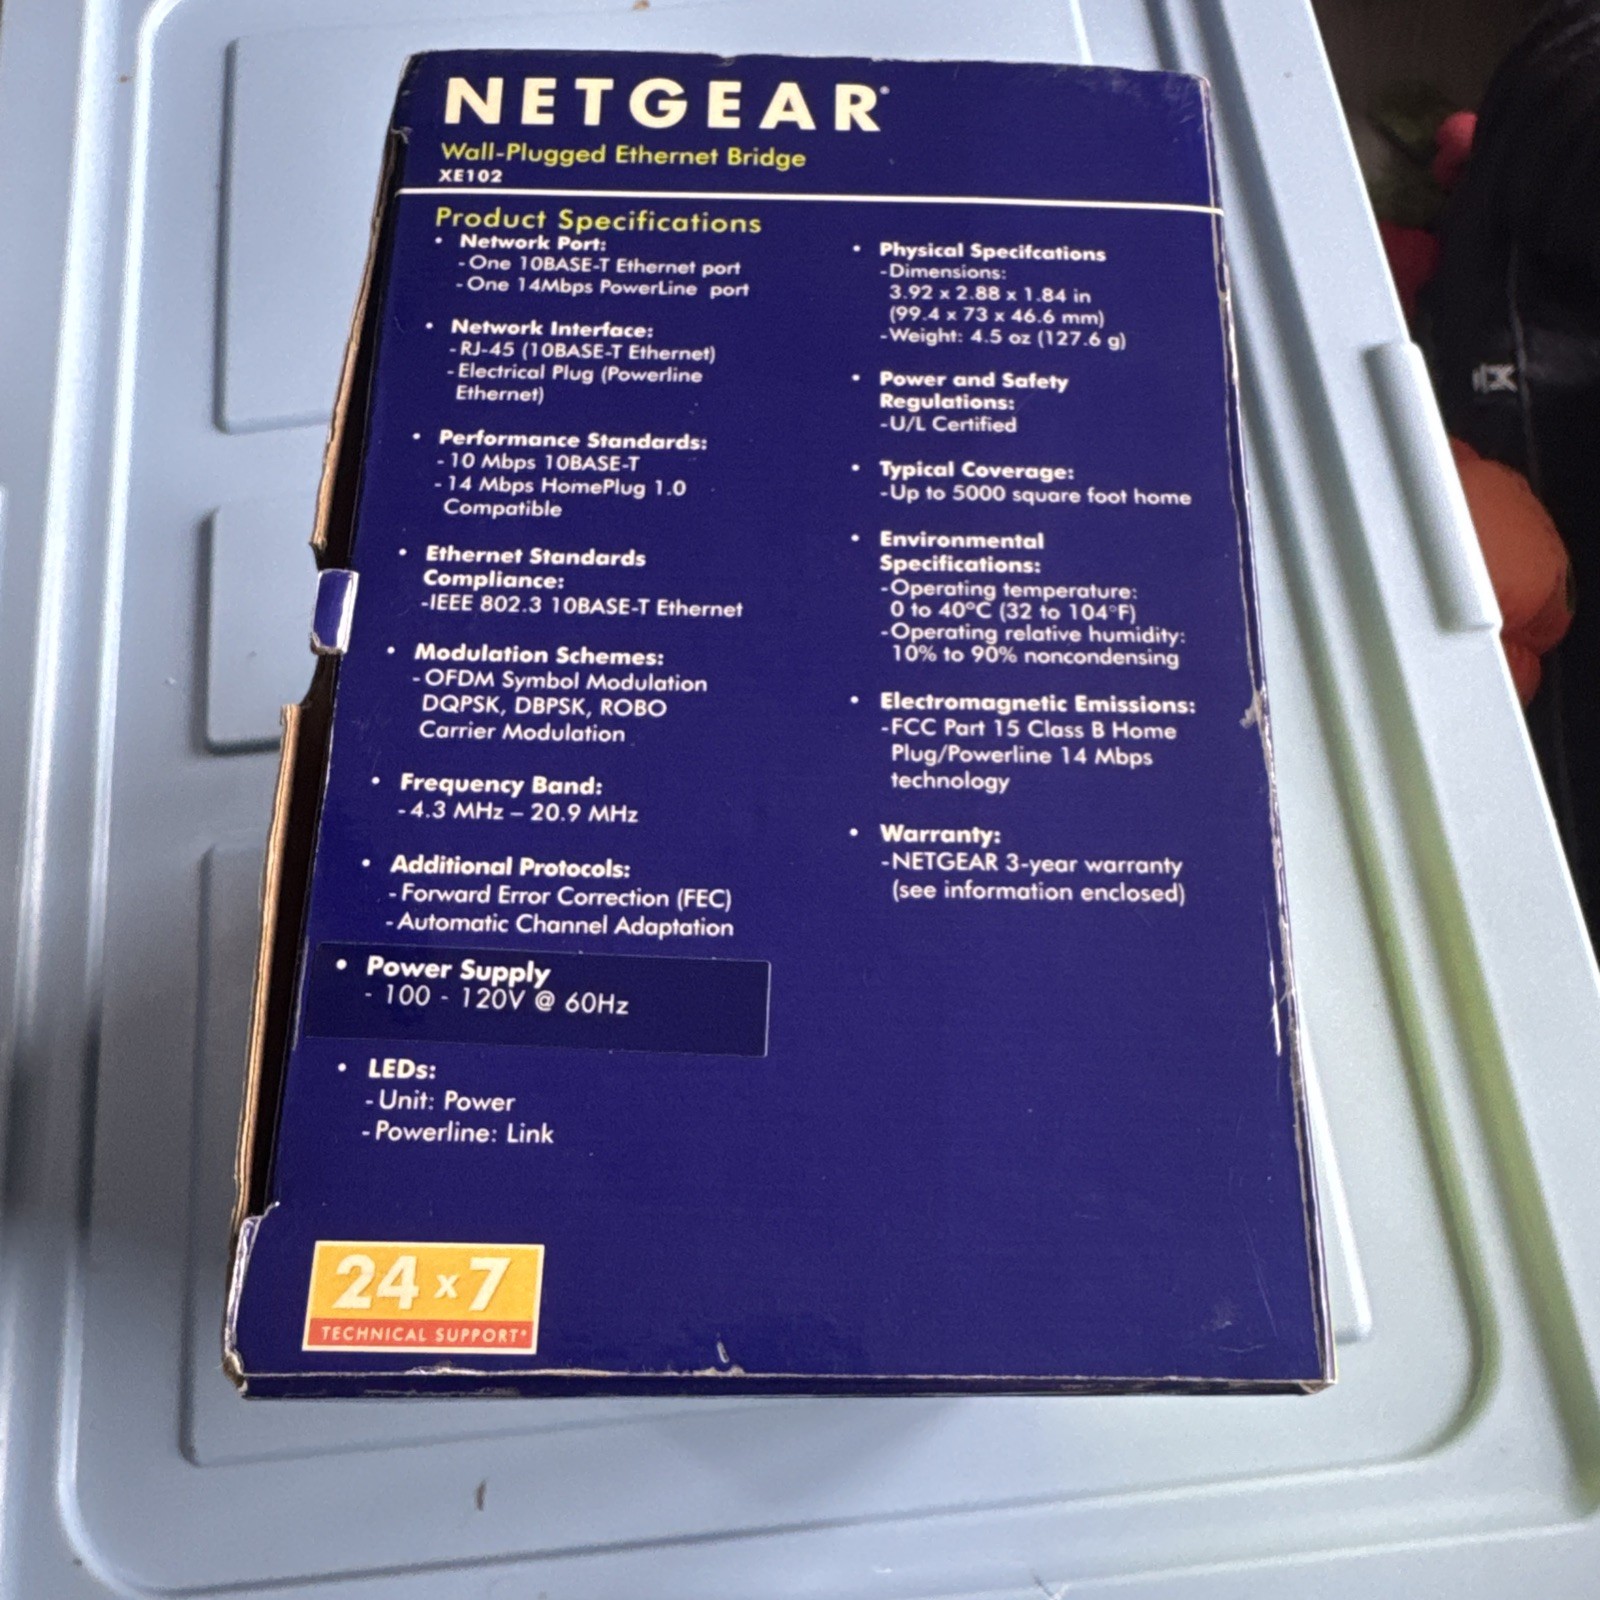 NETGEAR
Wall-Plugged Ethernet Bridge
XE102
Product Specifications
• Network Port:
- One 10BASE-T Ethernet port
- One 14Mbps PowerLine port
• Network Interface:
- RJ-45 (10BASE-T Ethernet)
- Electrical Plug (Powerline
Ethernet)
• Performance Standards:
- 10 Mbps 10BASE-T
- 14 Mbps HomePlug 1.0
Compatible
• Ethernet Standards
Compliance:
-IEEE 802.3 10BASE-T Ethernet
• Modulation Schemes:
- OFDM Symbol Modulation
DQPSK, DBPSK, ROBO
Carrier Modulation
• Frequency Band:
- 4.3 MHz – 20.9 MHz
• Additional Protocols:
- Forward Error Correction (FEC)
- Automatic Channel Adaptation
• Power Supply
- 100 - 120V @ 60Hz
• LEDs:
- Unit: Power
- Powerline: Link
• Physical Specifcations
- Dimensions:
3.92 x 2.88 x 1.84 in
(99.4 x 73 x 46.6 mm)
- Weight: 4.5 oz (127.6 g)
• Power and Safety
Regulations:
- U/L Certified
• Typical Coverage:
- Up to 5000 square foot home
• Environmental
Specifications:
- Operating temperature:
0 to 40°C (32 to 104°F)
- Operating relative humidity:
10% to 90% noncondensing
• Electromagnetic Emissions:
- FCC Part 15 Class B Home
Plug/Powerline 14 Mbps
technology
• Warranty:
- NETGEAR 3-year warranty
(see information enclosed)
24 x 7
TECHNICAL SUPPORT*